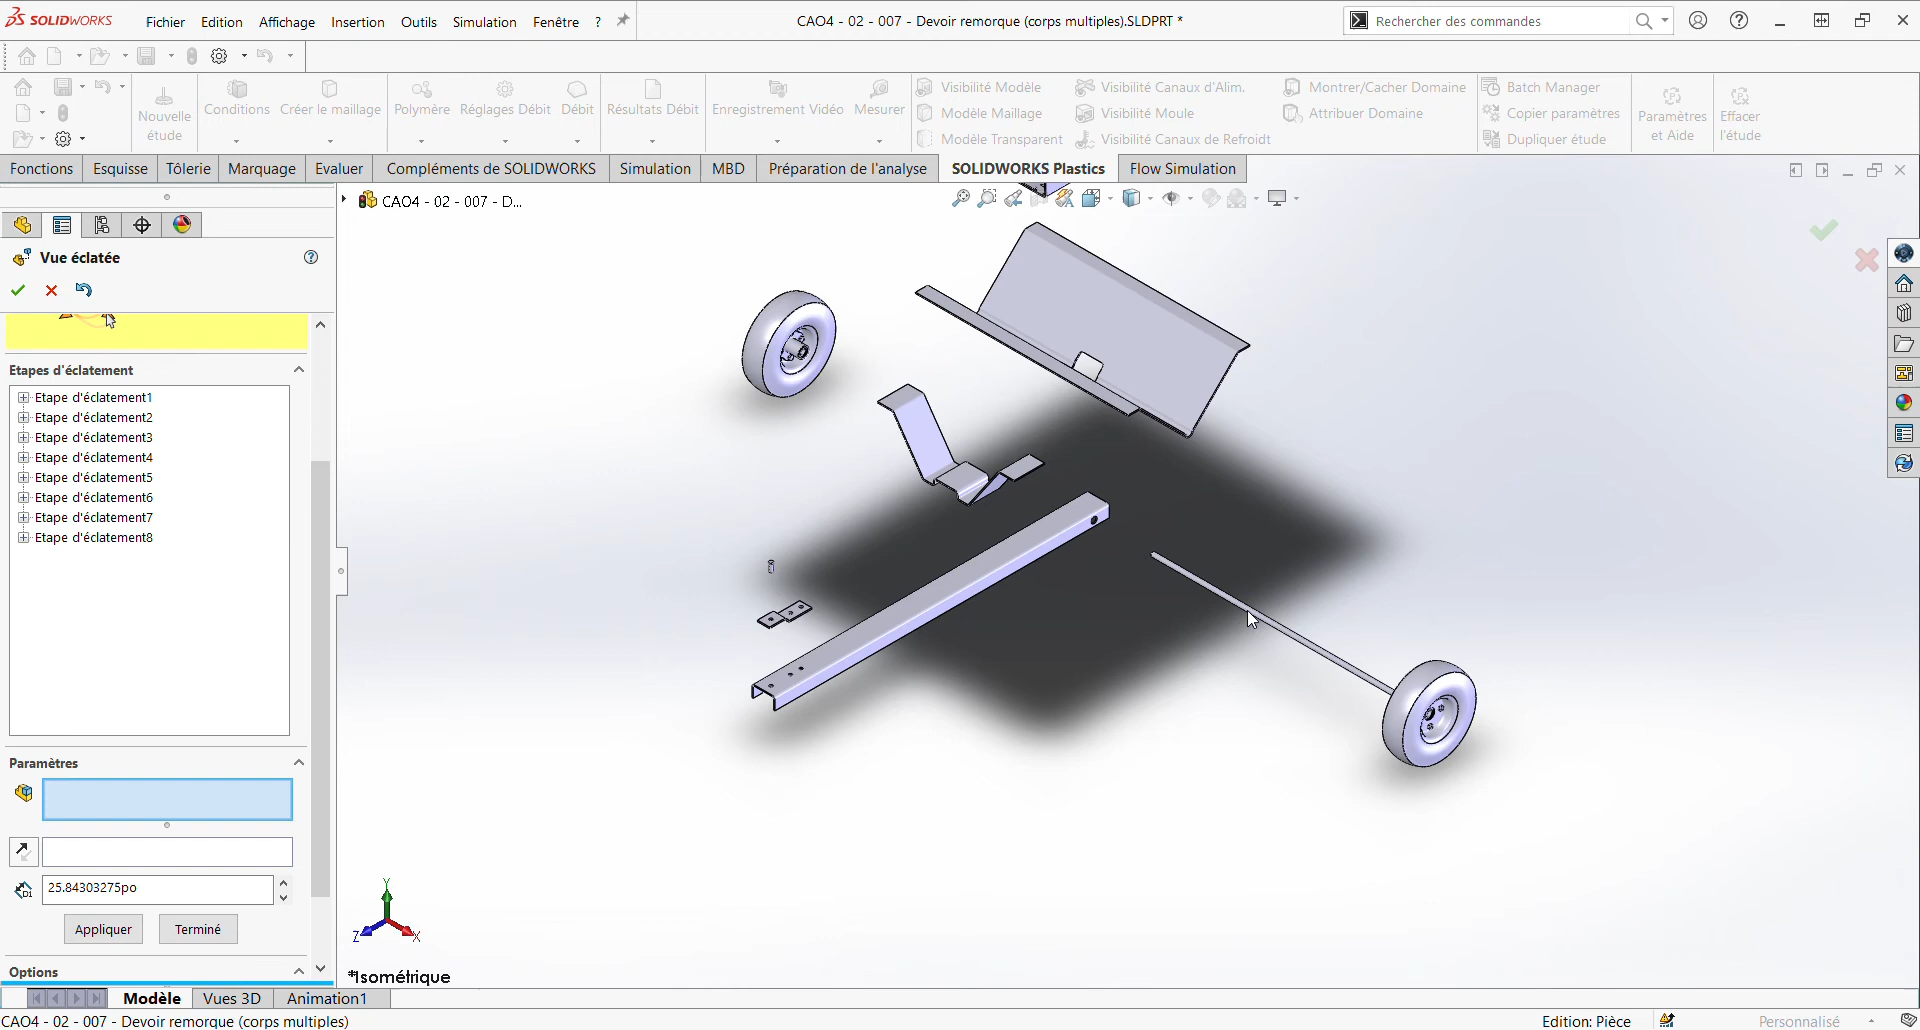 SOLIDWORKS
Fichier Edition Affichage Insertion Outils Simulation Fenêtre ?
CAO4 - 02 - 007 - Devoir remorque (corps multiples).SLDPRT *
Rechercher des commandes
Nouvelle étude
Conditions
Créer le maillage
Polymère
Réglages Débit
Débit
Résultats Débit
Enregistrement Vidéo
Mesurer
Visibilité Modèle
Modèle Maillage
Modèle Transparent
Visibilité Canaux d'Alim.
Visibilité Moule
Visibilité Canaux de Refroidt
Montrer/Cacher Domaine
Attribuer Domaine
Batch Manager
Copier paramètres
Dupliquer étude
Paramètres et Aide
Effacer l'étude
Fonctions Esquisse Tôlerie Marquage Evaluer Compléments de SOLIDWORKS Simulation MBD Préparation de l'analyse SOLIDWORKS Plastics Flow Simulation
CAO4 - 02 - 007 - D...
Vue éclatée
Etapes d'éclatement
Etape d'éclatement1
Etape d'éclatement2
Etape d'éclatement3
Etape d'éclatement4
Etape d'éclatement5
Etape d'éclatement6
Etape d'éclatement7
Etape d'éclatement8
Paramètres
D1
25.84303275po
Appliquer Terminé
Options
Y
Z X
*Isométrique
Modèle Vues 3D Animation1
CAO4 - 02 - 007 - Devoir remorque (corps multiples)
Edition: Pièce
Personnalisé